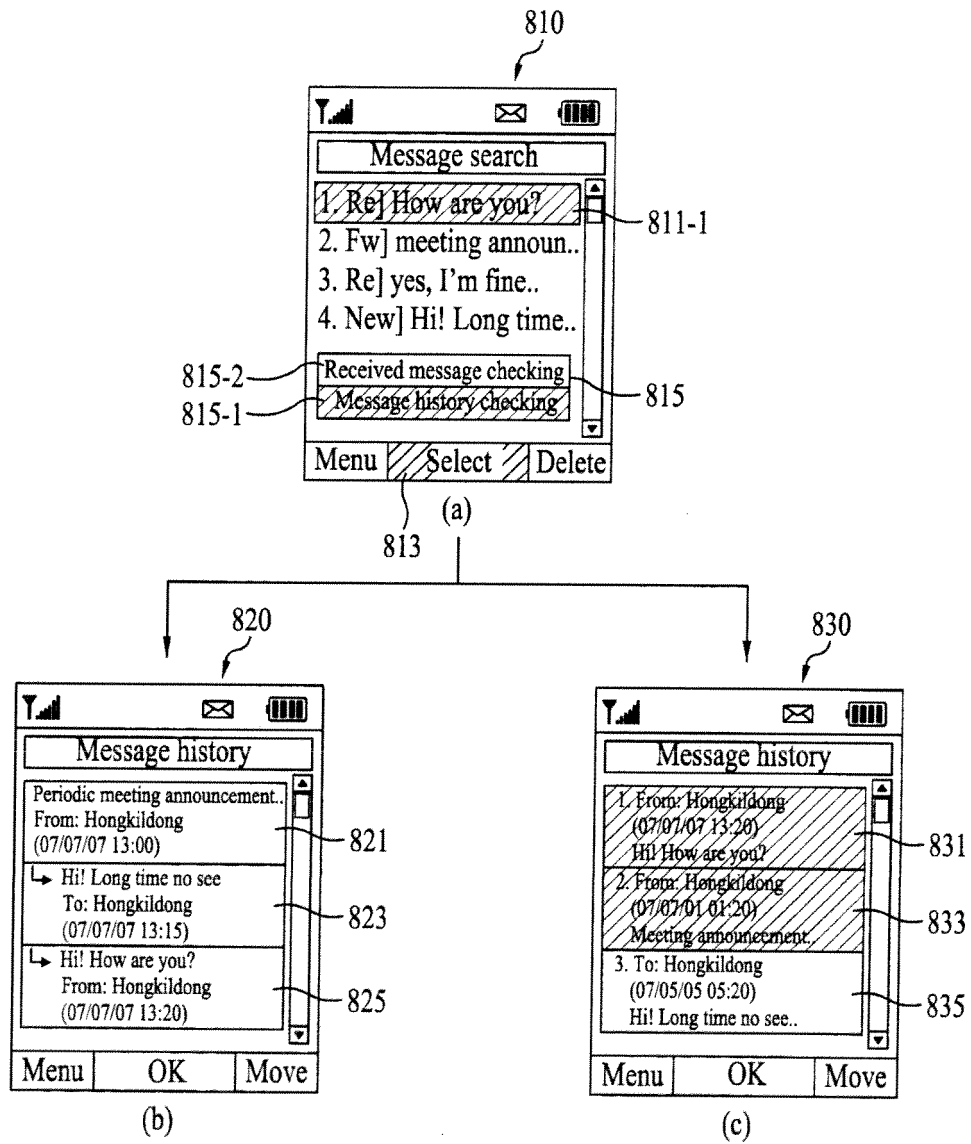 810
Message search
1. Re] How are you?
811-1
2. Fw] meeting announ..
3. Re] yes, I'm fine..
4. New] Hi! Long time..
815-2
Received message checking
815
815-1
Message history checking
Menu
Select
Delete
813
(a)
820
Message history
Periodic meeting announcement..
From: Hongkildong
(07/07/07 13:00)
821
Hi! Long time no see
To: Hongkildong
(07/07/07 13:15)
823
Hi! How are you?
From: Hongkildong
(07/07/07 13:20)
825
Menu
OK
Move
(b)
830
Message history
1. From: Hongkildong
(07/07/07 13:20)
Hi! How are you?
831
2. From: Hongkildong
(07/07/01 01:20)
Meeting announcement..
833
3. To: Hongkildong
(07/05/05 05:20)
Hi! Long time no see..
835
Menu
OK
Move
(c)